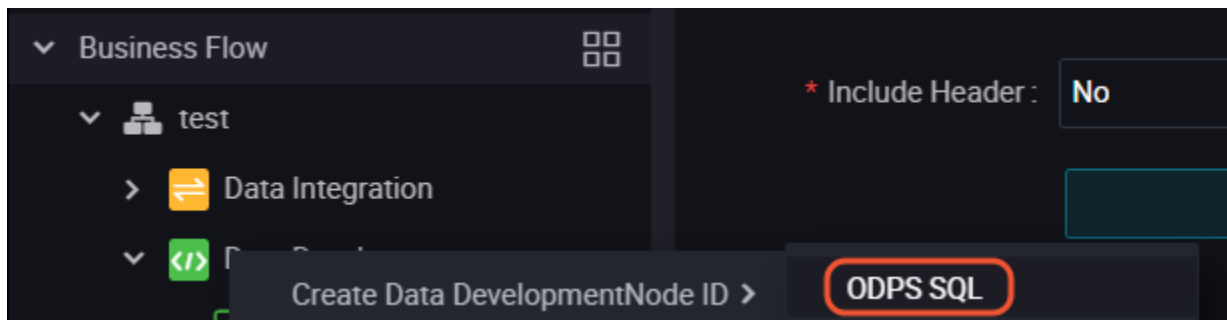 Business Flow
* Include Header : No
test
Data Integration
Create Data DevelopmentNode ID >
ODPS SQL